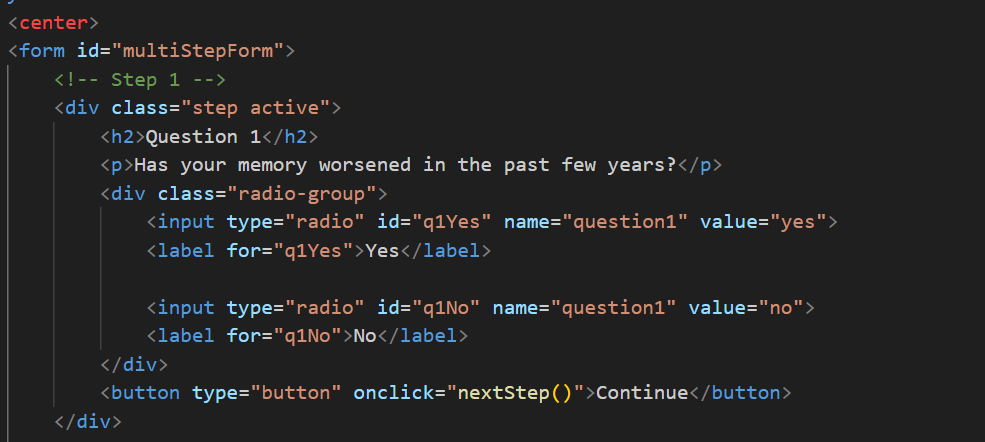 <center>
<form id="multiStepForm">
    <!-- Step 1 -->
    <div class="step active">
        <h2>Question 1</h2>
        <p>Has your memory worsened in the past few years?</p>
        <div class="radio-group">
            <input type="radio" id="q1Yes" name="question1" value="yes">
            <label for="q1Yes">Yes</label>

            <input type="radio" id="q1No" name="question1" value="no">
            <label for="q1No">No</label>
        </div>
        <button type="button" onclick="nextStep()">Continue</button>
    </div>